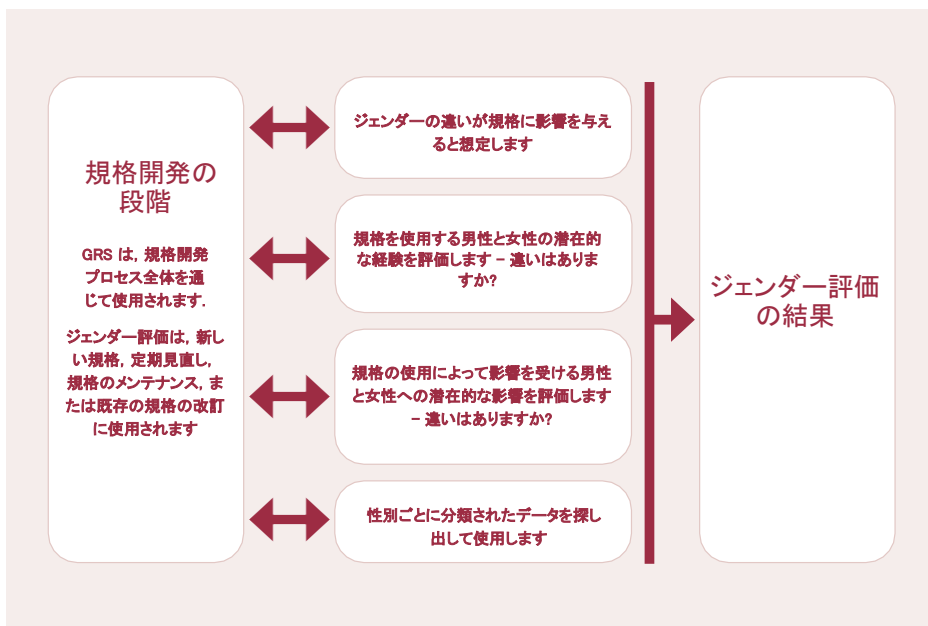 規格開発の
段階
GRS は, 規格開発
プロセス全体を通
じて使用されます.
ジェンダー評価は, 新し
い規格, 定期見直し,
規格のメンテナンス, ま
たは既存の規格の改訂
に使用されます
ジェンダーの違いが規格に影響を与え
ると想定します
規格を使用する男性と女性の潜在的
な経験を評価します – 違いはありま
すか?
規格の使用によって影響を受ける男性
と女性への潜在的な影響を評価します
– 違いはありますか?
性別ごとに分類されたデータを探し
出して使用します
ジェンダー評価
の結果